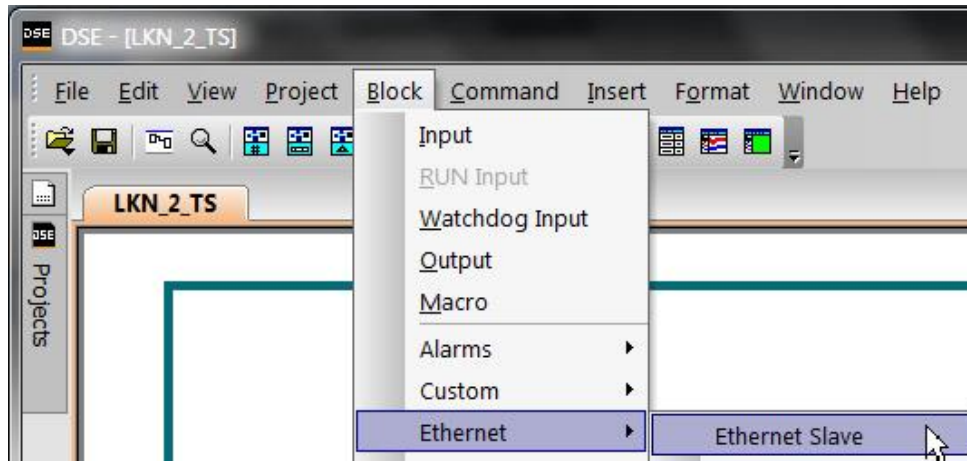 DSE DSE - [LKN_2_TS]
File Edit View Project Block Command Insert Format Window Help
LKN_2_TS
DSE
Projects
Input
RUN Input
Watchdog Input
Output
Macro
Alarms
Custom
Ethernet
Ethernet Slave